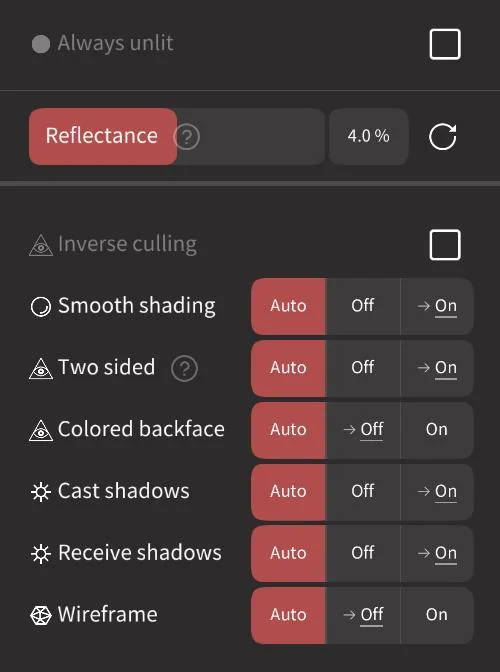 Always unlit
Reflectance ? 4.0 %
Inverse culling
Smooth shading Auto Off → On
Two sided ? Auto Off → On
Colored backface Auto → Off On
Cast shadows Auto Off → On
Receive shadows Auto Off → On
Wireframe Auto → Off On